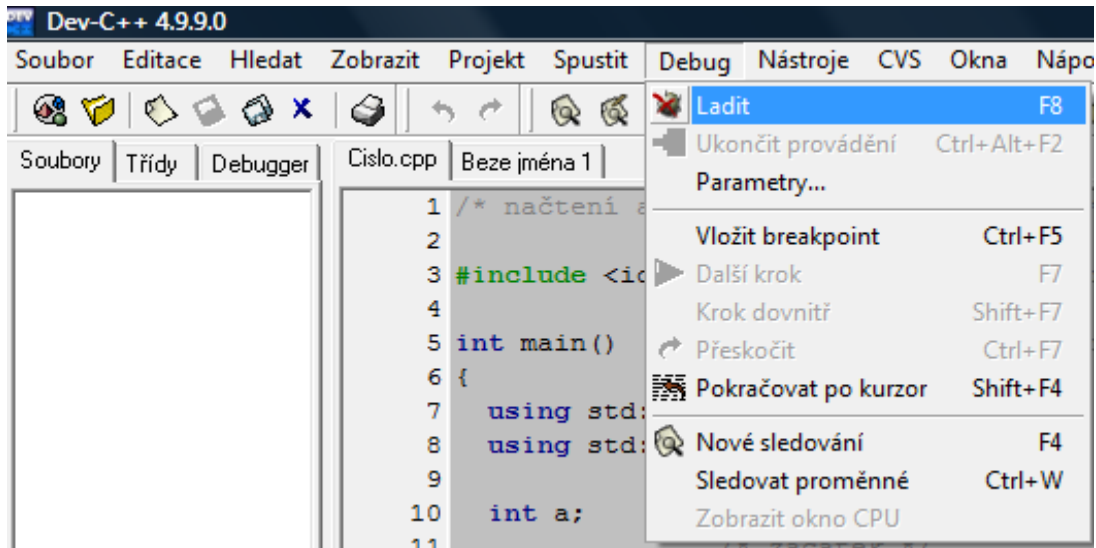 Dev-C++ 4.9.9.0
Soubor Editace Hledat Zobrazit Projekt Spustit Debug Nástroje CVS Okna Nápo
Soubory Třídy Debugger Cislo.cpp Beze jména 1
Ladit F8
Ukončit provádění Ctrl+Alt+F2
Parametry...
Vložit breakpoint Ctrl+F5
Další krok F7
Krok dovnitř Shift+F7
Přeskočit Ctrl+F7
Pokračovat po kurzor Shift+F4
Nové sledování F4
Sledovat proměnné Ctrl+W
Zobrazit okno CPU
1 /* načtení a
2
3 #include <io
4
5 int main()
6 {
7 using std:
8 using std:
9
10 int a;
11